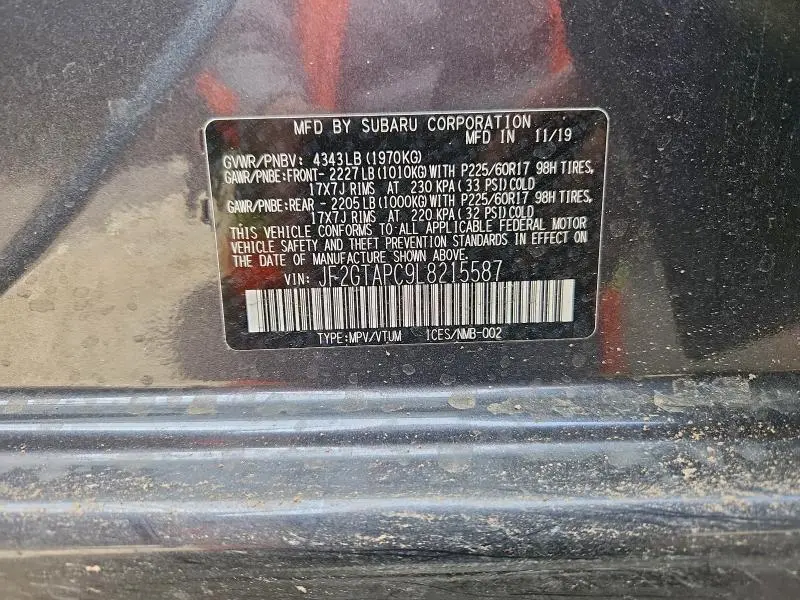 MFD BY SUBARU CORPORATION
MFD IN 11/19
GVWR/PNBV: 4343LB (1970KG)
GAWR/PNBE:FRONT- 2227LB (1010KG) WITH P225/60R17 98H TIRES,
17X7J RIMS AT 230 KPA ( 33 PSI) COLD
GAWR/PNBE:REAR - 2205LB (1000KG) WITH P225/60R17 98H TIRES,
17X7J RIMS AT 220 KPA ( 32 PSI) COLD
THIS VEHICLE CONFORMS TO ALL APPLICABLE FEDERAL MOTOR
VEHICLE SAFETY AND THEFT PREVENTION STANDARDS IN EFFECT ON
THE DATE OF MANUFACTURE SHOWN ABOVE.
VIN: JF2GTAPC9L8215587
TYPE:MPV/VTUM ICES/NMB-002